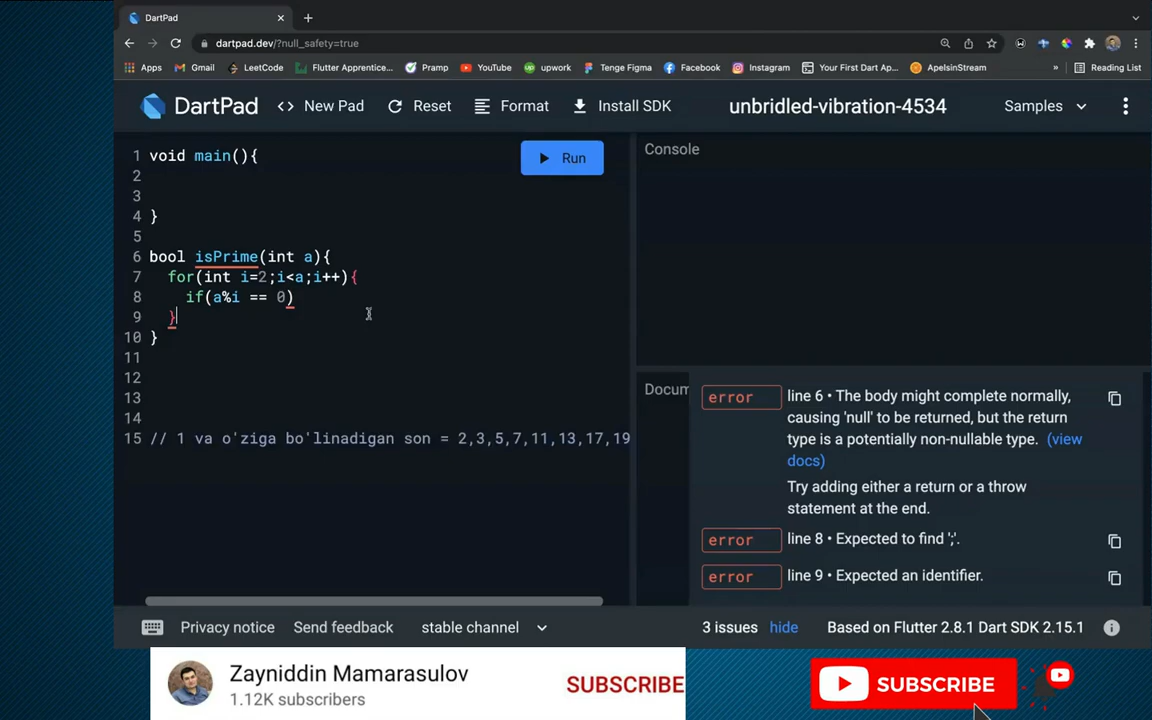 DartPad
dartpad.dev/?null_safety=true
Apps Gmail LeetCode Flutter Apprentice... Pramp YouTube upwork Tenge Figma Facebook Instagram Your First Dart Ap... ApelsinStream » Reading List
DartPad <> New Pad Reset Format Install SDK unbridled-vibration-4534 Samples
Run
Console
1 void main(){
2
3
4 }
5
6 bool isPrime(int a){
7 for(int i=2;i<a;i++){
8 if(a%i == 0)
9 }
10 }
11
12
13
14
15 // 1 va o'ziga bo'linadigan son = 2,3,5,7,11,13,17,19
Docum
error line 6 • The body might complete normally,
causing 'null' to be returned, but the return
type is a potentially non-nullable type. (view
docs)
Try adding either a return or a throw
statement at the end.
error line 8 • Expected to find ';'.
error line 9 • Expected an identifier.
Privacy notice Send feedback stable channel 3 issues hide Based on Flutter 2.8.1 Dart SDK 2.15.1
Zayniddin Mamarasulov
1.12K subscribers
SUBSCRIBE
SUBSCRIBE